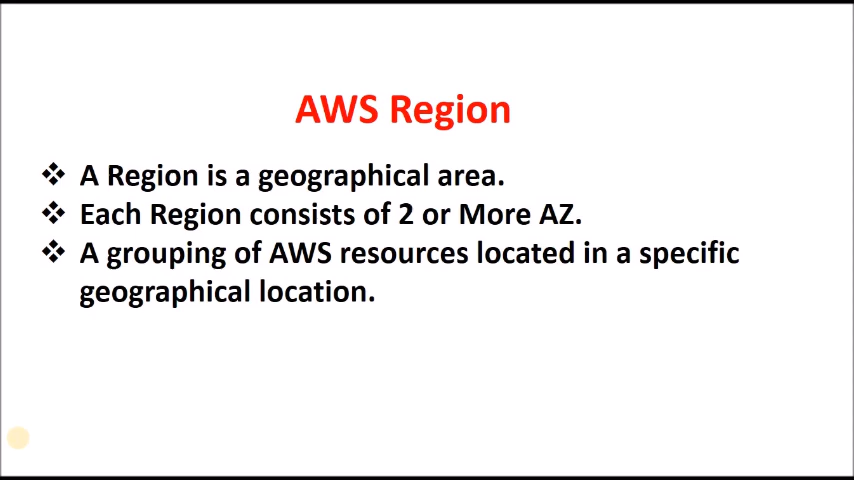 AWS Region
❖ A Region is a geographical area.
❖ Each Region consists of 2 or More AZ.
❖ A grouping of AWS resources located in a specific
geographical location.